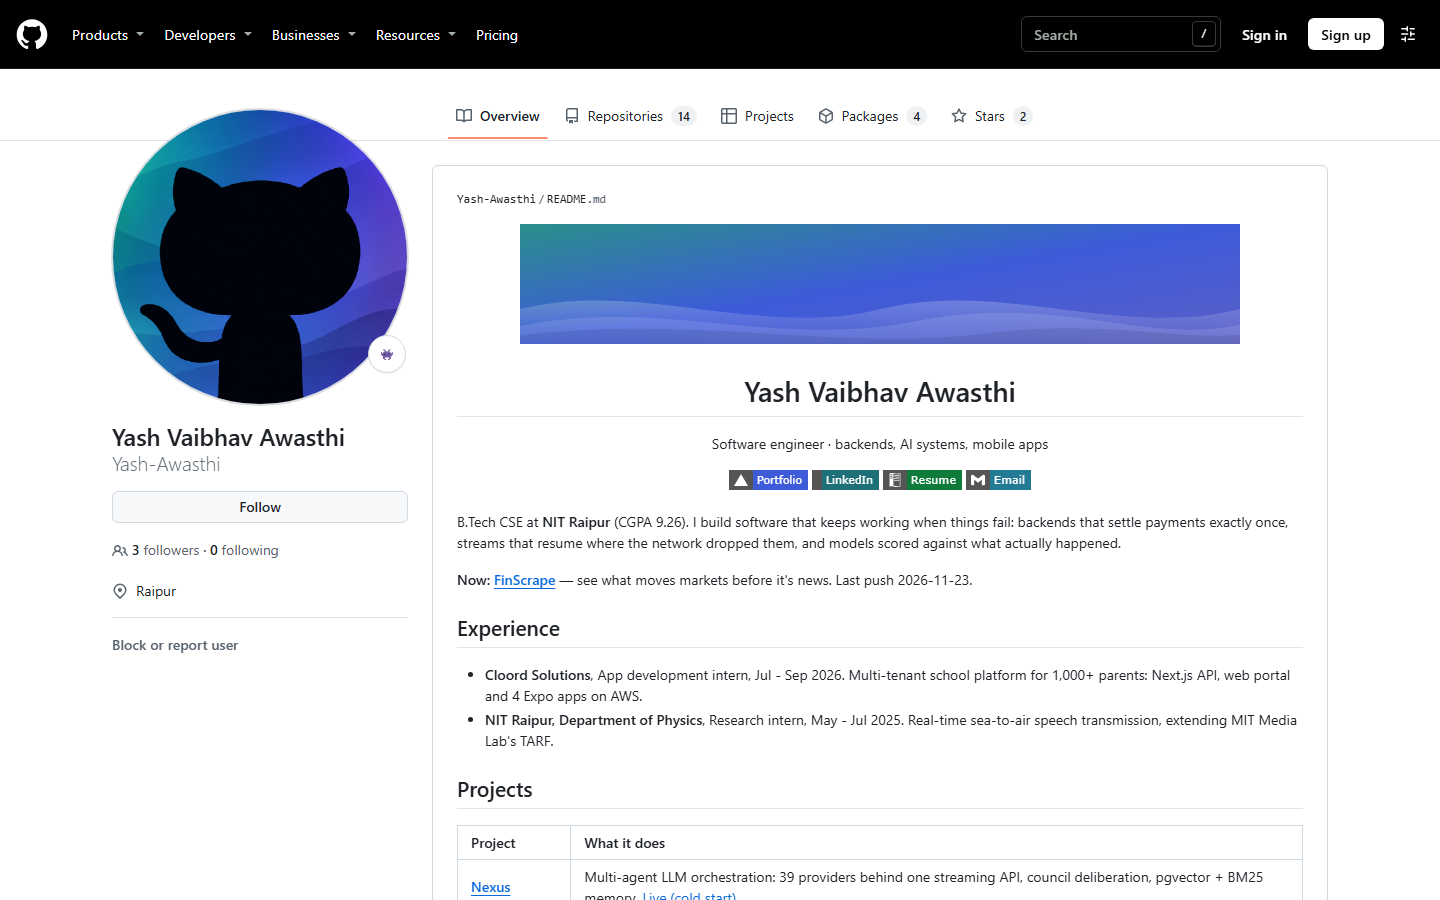 Products
Developers
Businesses
Resources
Pricing
Search
/
Sign in
Sign up
Overview
Repositories 14
Projects
Packages 4
Stars 2
Yash Vaibhav Awasthi
Yash-Awasthi
Follow
3 followers · 0 following
Raipur
Block or report user
Yash-Awasthi/README.md
Yash Vaibhav Awasthi
Software engineer · backends, AI systems, mobile apps
Portfolio LinkedIn Resume Email
B.Tech CSE at NIT Raipur (CGPA 9.26). I build software that keeps working when things fail: backends that settle payments exactly once,
streams that resume where the network dropped them, and models scored against what actually happened.
Now: FinScrape — see what moves markets before it's news. Last push 2026-11-23.
Experience
Cloord Solutions, App development intern, Jul - Sep 2026. Multi-tenant school platform for 1,000+ parents: Next.js API, web portal
and 4 Expo apps on AWS.
NIT Raipur, Department of Physics, Research intern, May - Jul 2025. Real-time sea-to-air speech transmission, extending MIT Media
Lab's TARF.
Projects
Project What it does
Nexus
Multi-agent LLM orchestration: 39 providers behind one streaming API, council deliberation, pgvector + BM25
memory. Live (cold start)